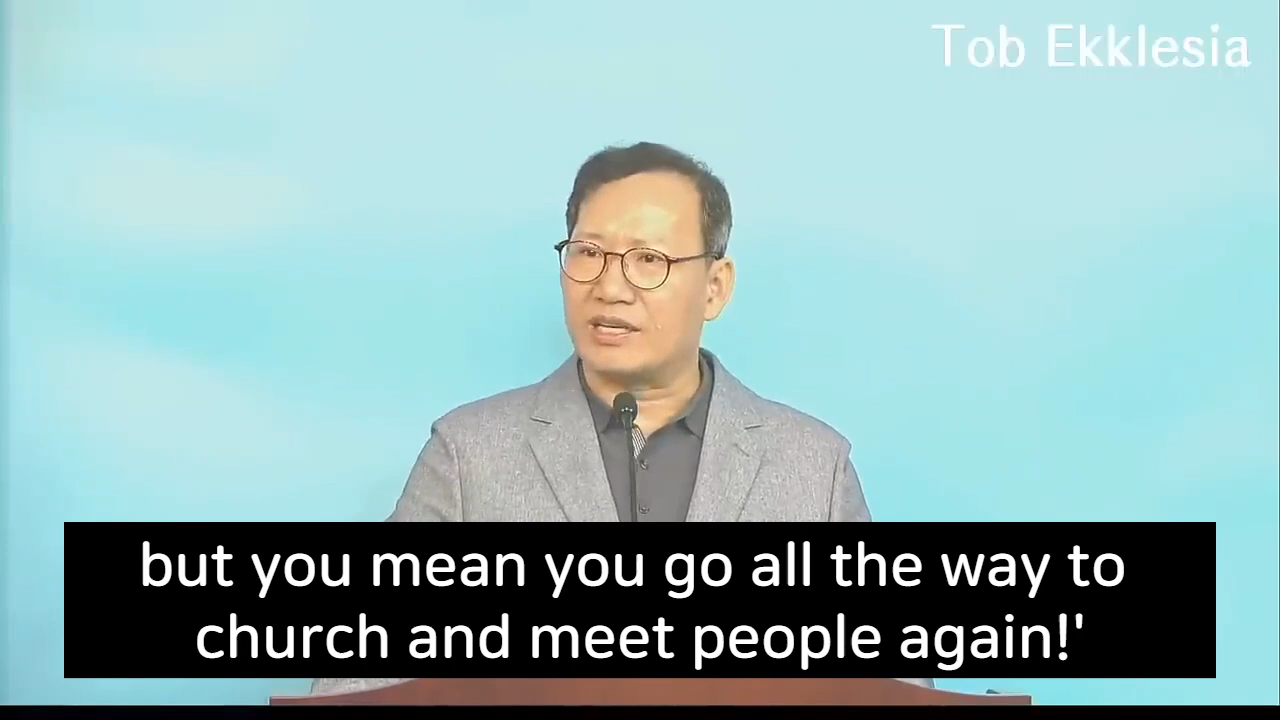 Tob Ekklesia
but you mean you go all the way to
church and meet people again!'